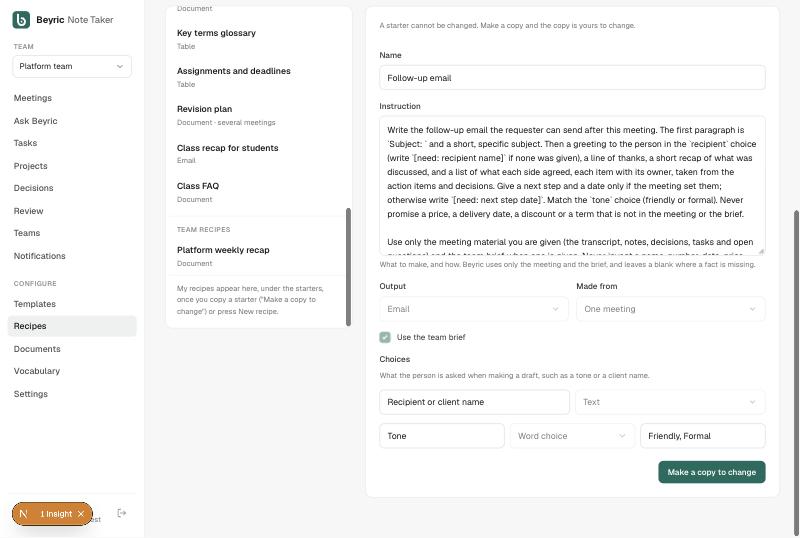 Beyric Note Taker
TEAM
Platform team
Meetings
Ask Beyric
Tasks
Projects
Decisions
Review
Teams
Notifications
CONFIGURE
Templates
Recipes
Documents
Vocabulary
Settings
N 1 Insight
est
Document
Key terms glossary
Table
Assignments and deadlines
Table
Revision plan
Document · several meetings
Class recap for students
Email
Class FAQ
Document
TEAM RECIPES
Platform weekly recap
Document
My recipes appear here, under the starters,
once you copy a starter ("Make a copy to
change") or press New recipe.
A starter cannot be changed. Make a copy and the copy is yours to change.
Name
Follow-up email
Instruction
Write the follow-up email the requester can send after this meeting. The first paragraph is
`Subject: ` and a short, specific subject. Then a greeting to the person in the `recipient` choice
(write `[need: recipient name]` if none was given), a line of thanks, a short recap of what was
discussed, and a list of what each side agreed, each item with its owner, taken from the
action items and decisions. Give a next step and a date only if the meeting set them;
otherwise write `[need: next step date]`. Match the `tone` choice (friendly or formal). Never
promise a price, a delivery date, a discount or a term that is not in the meeting or the brief.
Use only the meeting material you are given (the transcript, notes, decisions, tasks and open
What to make, and how. Beyric uses only the meeting and the brief, and leaves a blank where a fact is missing.
Output
Made from
Email
One meeting
Use the team brief
Choices
What the person is asked when making a draft, such as a tone or a client name.
Recipient or client name
Text
Tone
Word choice
Friendly, Formal
Make a copy to change